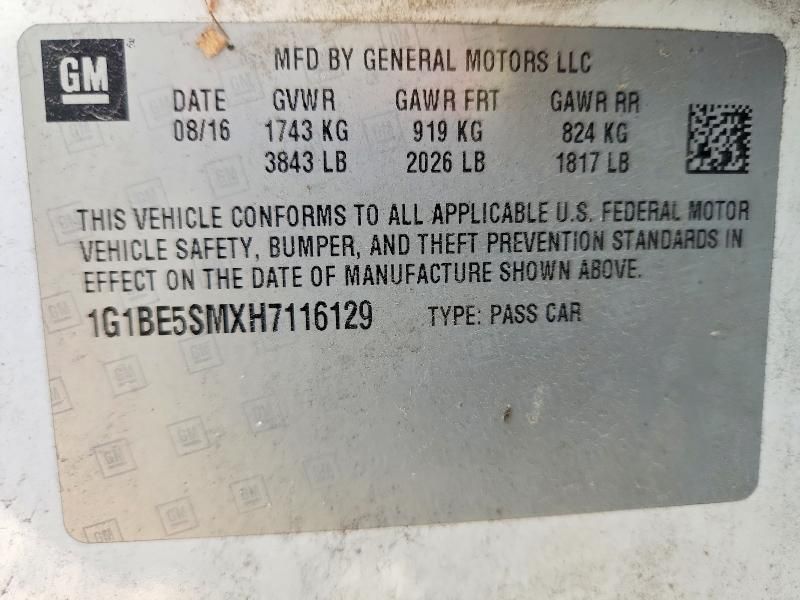 GM
MFD BY GENERAL MOTORS LLC
DATE GVWR GAWR FRT GAWR RR
08/16 1743 KG 919 KG 824 KG
3843 LB 2026 LB 1817 LB
THIS VEHICLE CONFORMS TO ALL APPLICABLE U.S. FEDERAL MOTOR
VEHICLE SAFETY, BUMPER, AND THEFT PREVENTION STANDARDS IN
EFFECT ON THE DATE OF MANUFACTURE SHOWN ABOVE.
1G1BE5SMXH7116129 TYPE: PASS CAR